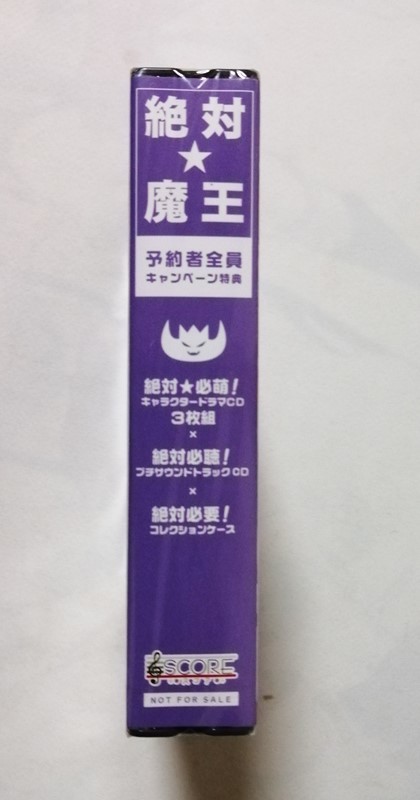 絶対
★
魔王
予約者全員
キャンペーン特典
絶対★必萌!
キャラクタードラマCD
3枚組
×
絶対必聴!
プチサウンドトラックCD
×
絶対必要!
コレクションケース
SCORE
NOT FOR SALE